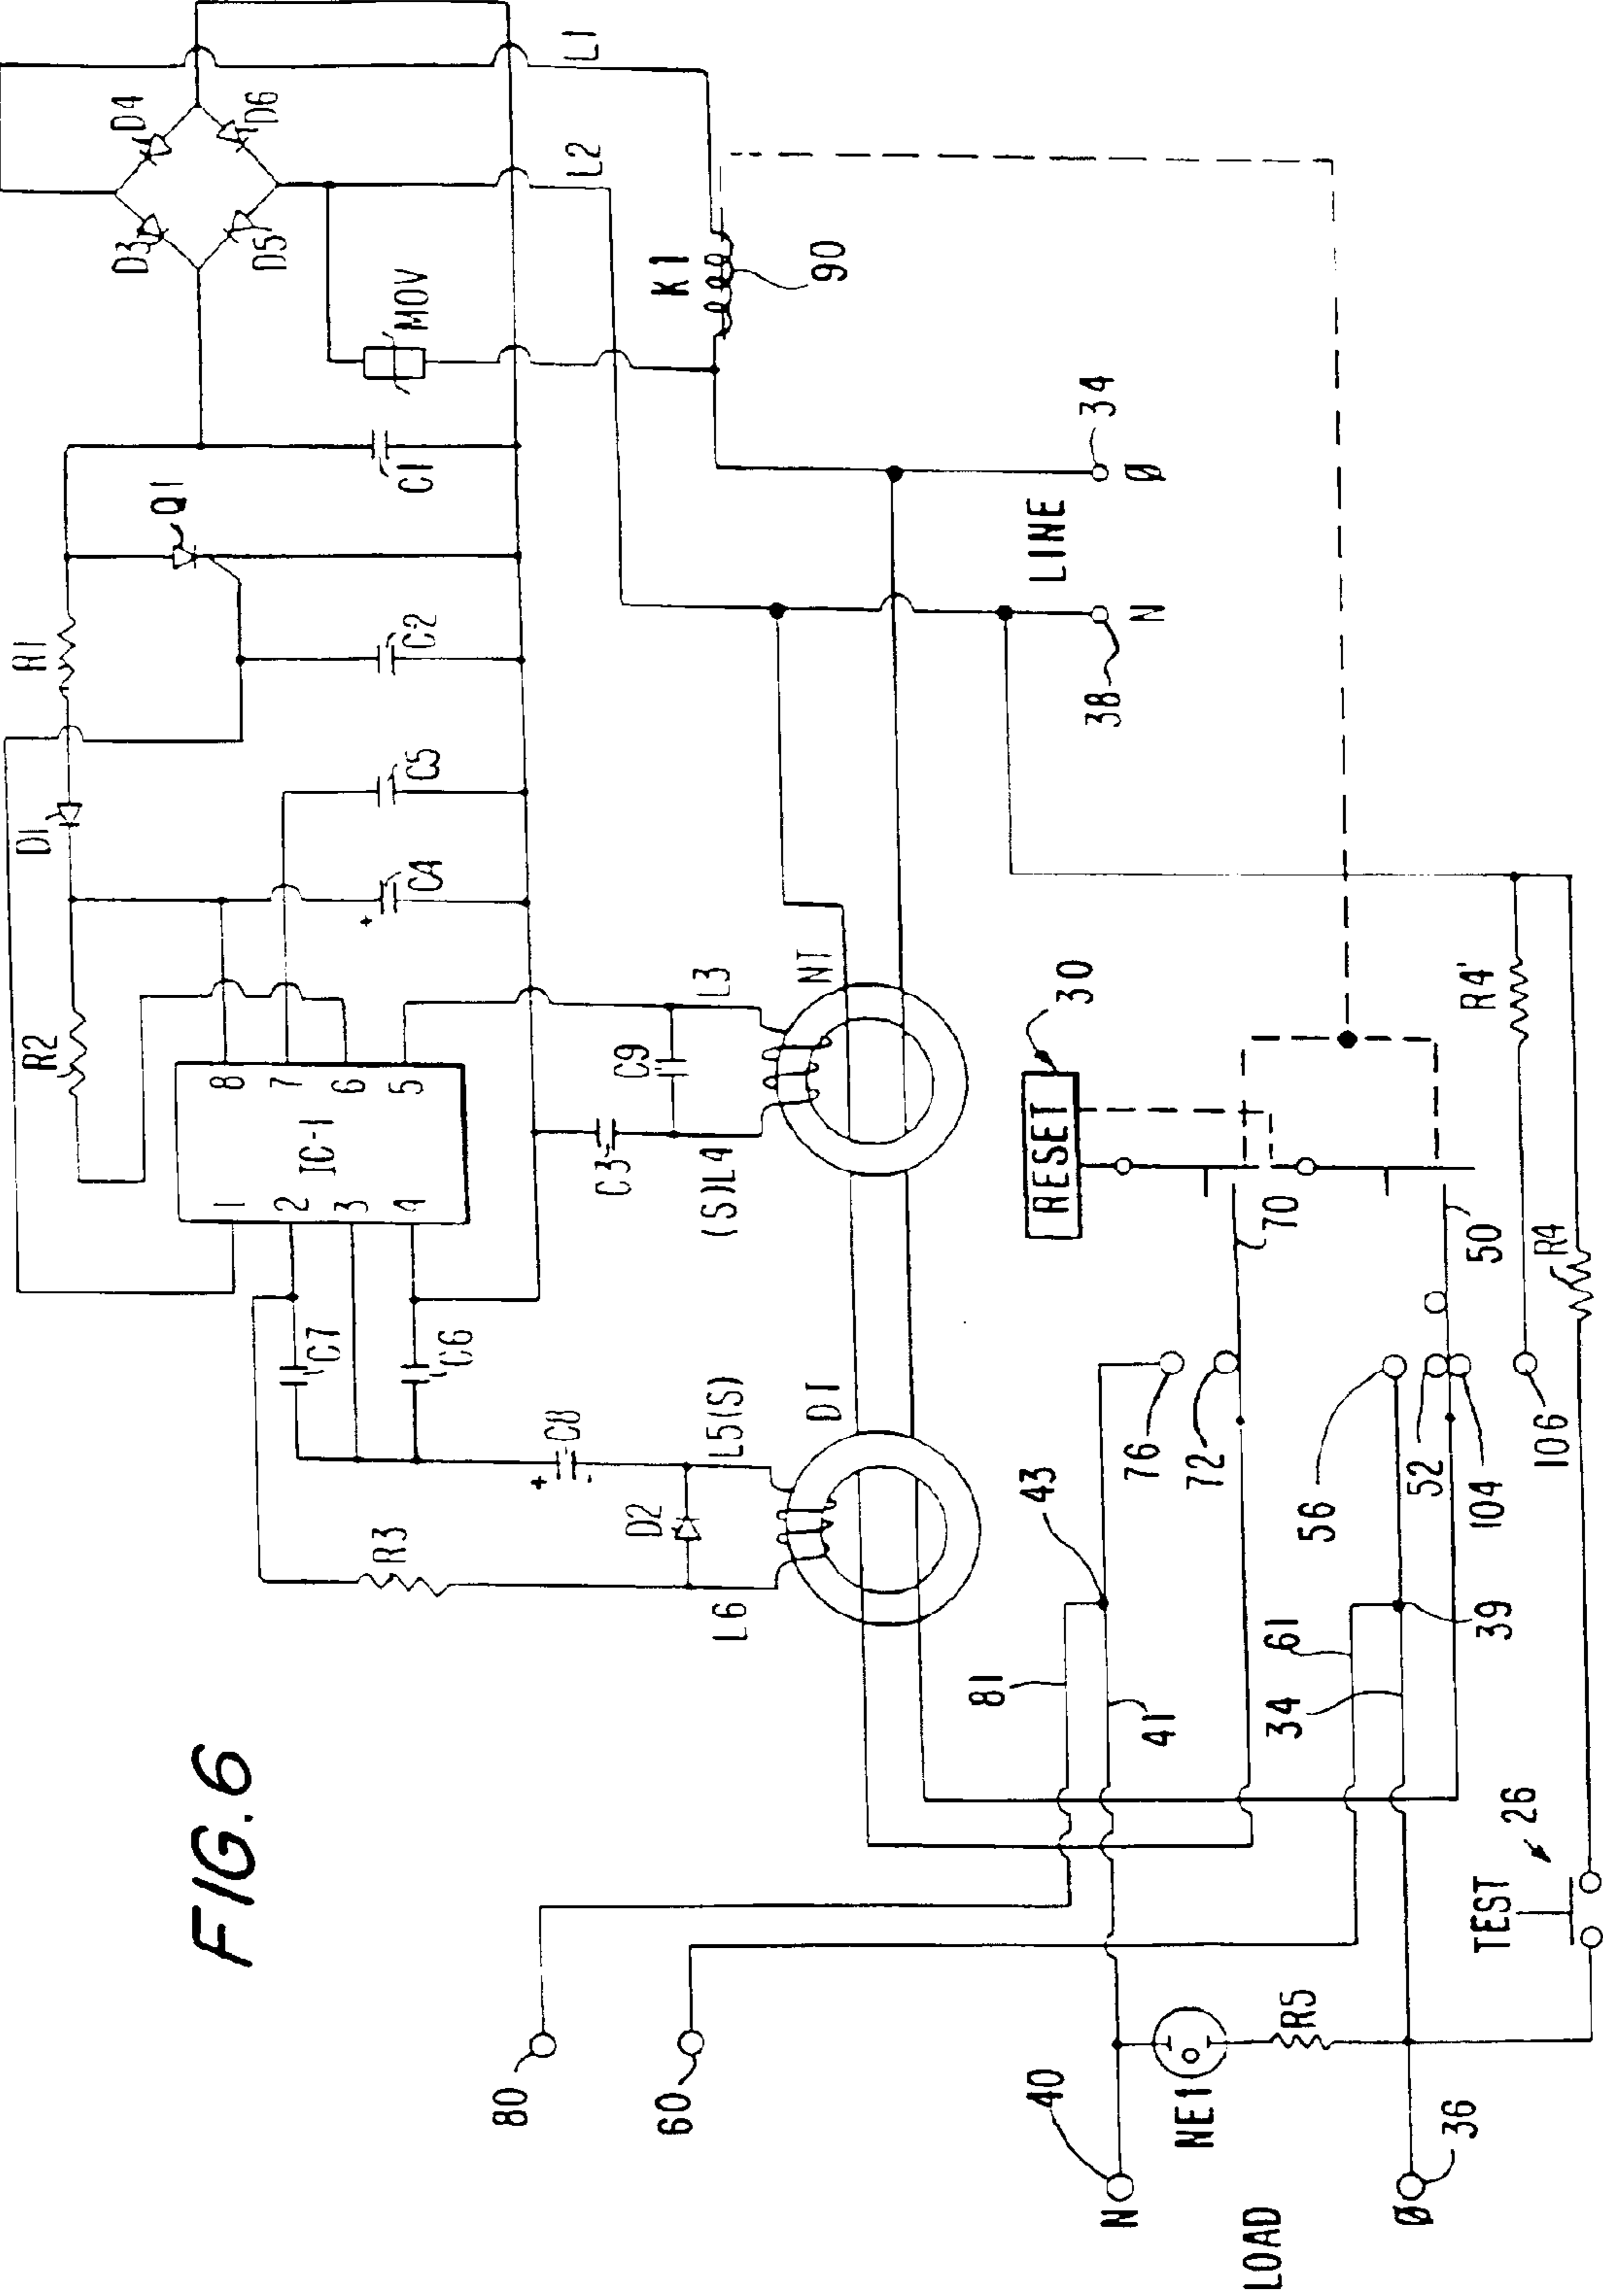 FIG. 6
80
60
N
40
NE1
R5
LOAD
Ø
36
TEST
26
R3
L6
D2
C8
+
-
L5(S)
DT
C7
C6
1
2
3
4
IC-1
8
7
6
5
R2
D1
R1
C4
+
C5
C2
Q1
C1
D3
D4
D5
D6
MOV
L1
L2
K1
90
C3
C9
(S)L4
L3
NT
LINE
34
Ø
38
N
81
41
43
76
72
70
RESET
30
61
34
39
56
52
104
50
106
R4
R4'